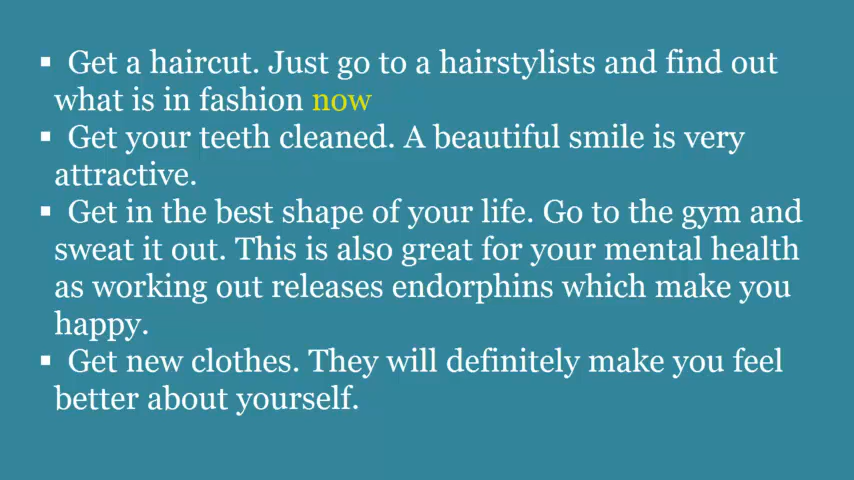 ▪ Get a haircut. Just go to a hairstylists and find out
what is in fashion now
▪ Get your teeth cleaned. A beautiful smile is very
attractive.
▪ Get in the best shape of your life. Go to the gym and
sweat it out. This is also great for your mental health
as working out releases endorphins which make you
happy.
▪ Get new clothes. They will definitely make you feel
better about yourself.